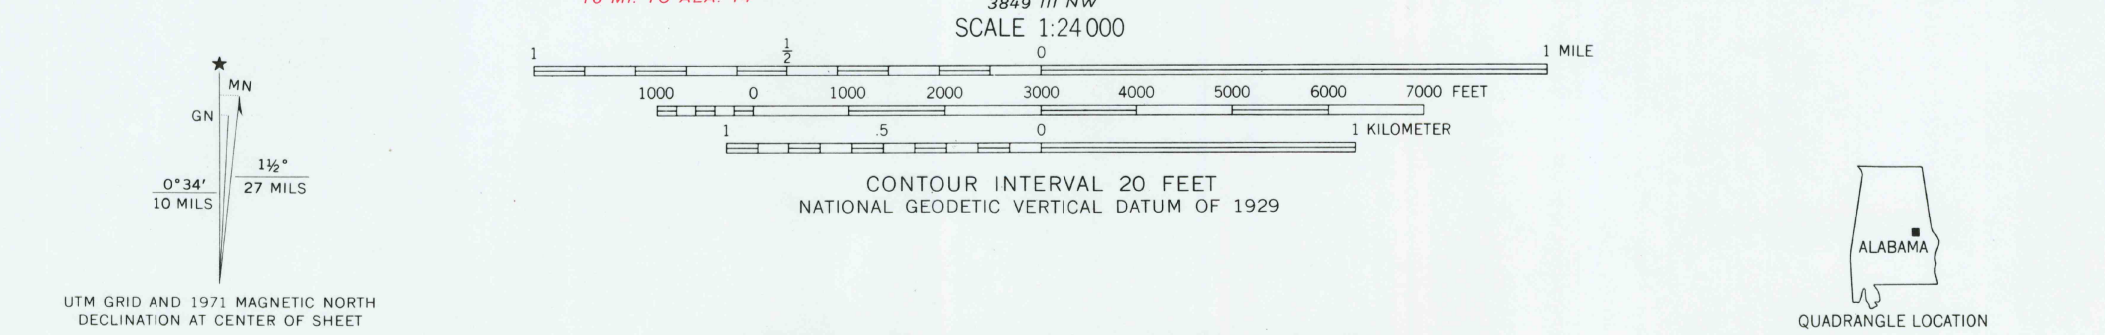 3849 III NW
SCALE 1:24 000
1 ½ 0 1 MILE
1000 0 1000 2000 3000 4000 5000 6000 7000 FEET
1 .5 0 1 KILOMETER
CONTOUR INTERVAL 20 FEET
NATIONAL GEODETIC VERTICAL DATUM OF 1929
MN
GN
1½°
27 MILS
0°34′
10 MILS
UTM GRID AND 1971 MAGNETIC NORTH
DECLINATION AT CENTER OF SHEET
ALABAMA
QUADRANGLE LOCATION